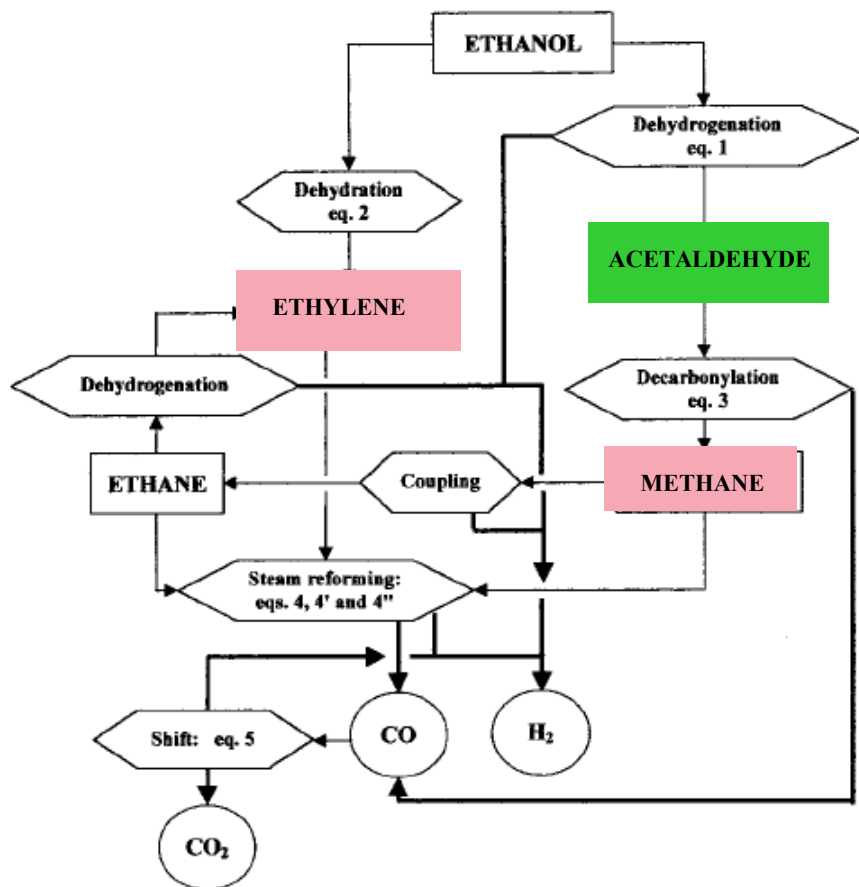 ETHANOL
Dehydrogenation
eq. 1
Dehydration
eq. 2
ACETALDEHYDE
ETHYLENE
Dehydrogenation
Decarbonylation
eq. 3
ETHANE
Coupling
METHANE
Steam reforming:
eqs. 4, 4' and 4"
Shift: eq. 5
CO
H₂
CO₂